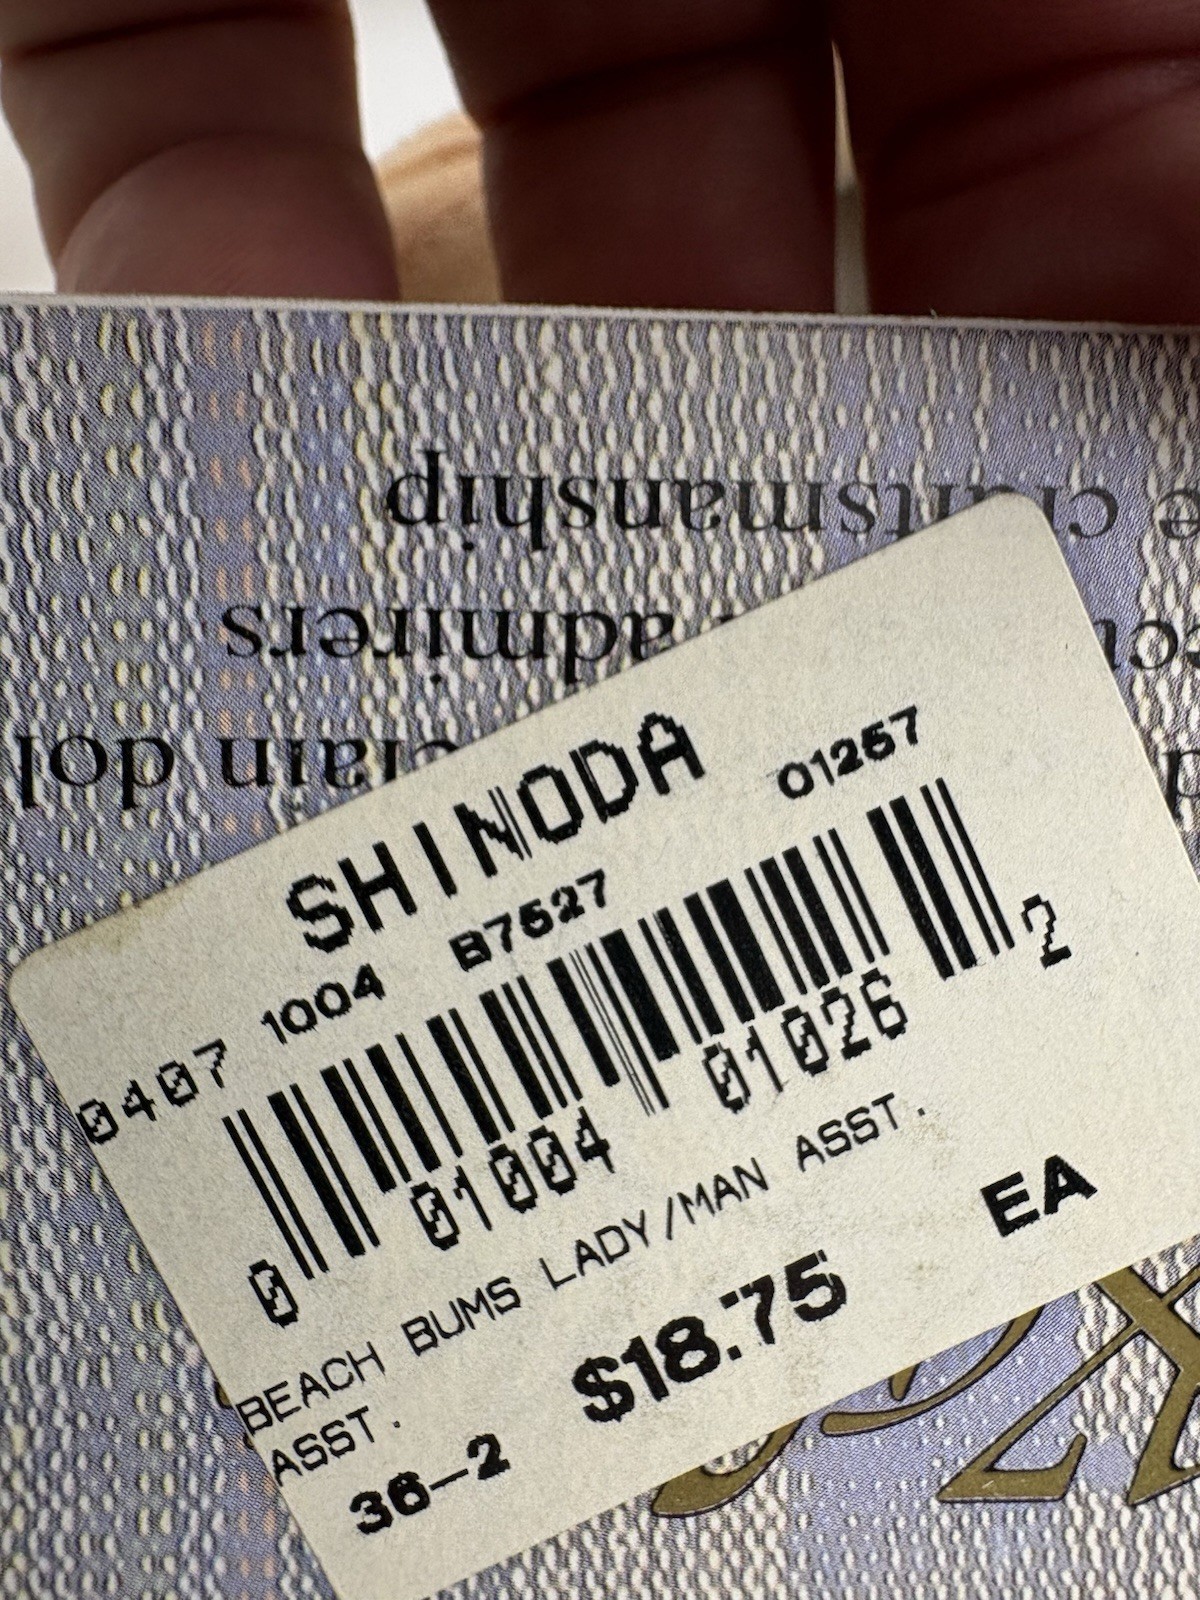 SHINODA
01257
0407 1004 B7527
0 01004 01026 2
BEACH BUMS LADY/MAN ASST.
ASST.
EA
36-2 $18.75
admirers
craftsmanship